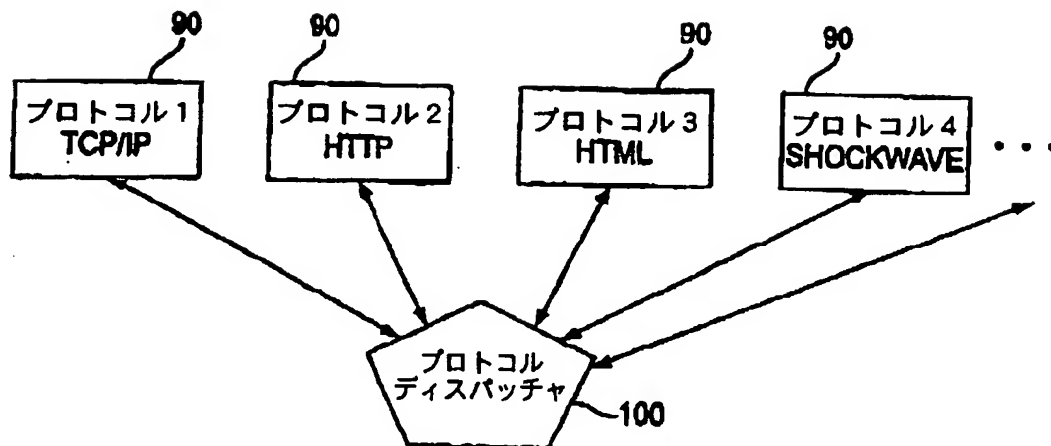 90
90
90
90
プロトコル 1
TCP/IP
プロトコル 2
HTTP
プロトコル 3
HTML
プロトコル 4
SHOCKWAVE
• • •
プロトコル
ディスパッチャ
100